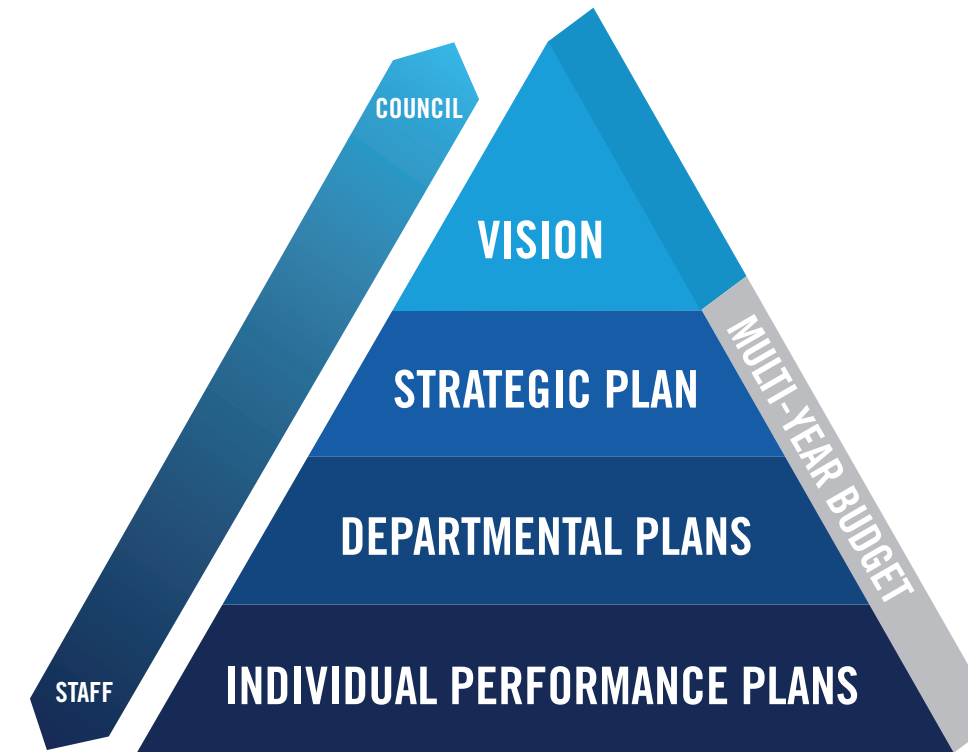 COUNCIL
VISION
STRATEGIC PLAN
DEPARTMENTAL PLANS
INDIVIDUAL PERFORMANCE PLANS
MULTI-YEAR BUDGET
STAFF